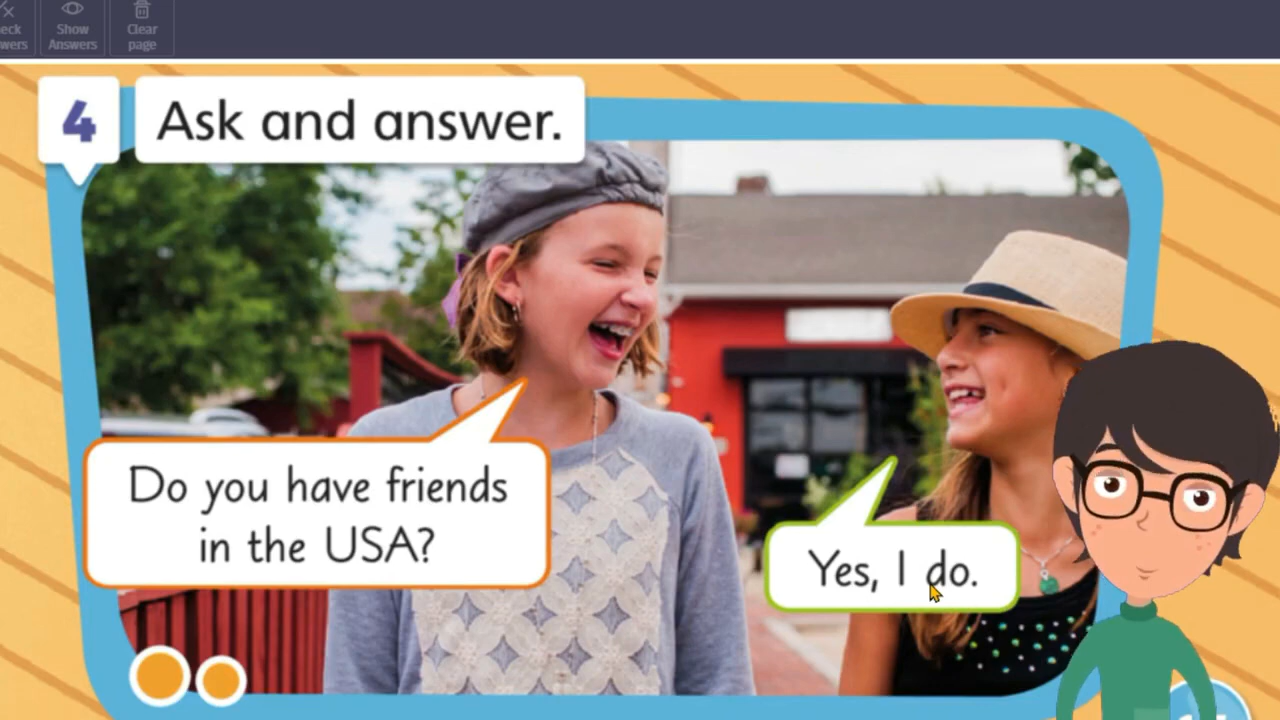 Show
Answers
Clear
page
4
Ask and answer.
Do you have friends
in the USA?
Yes, I do.